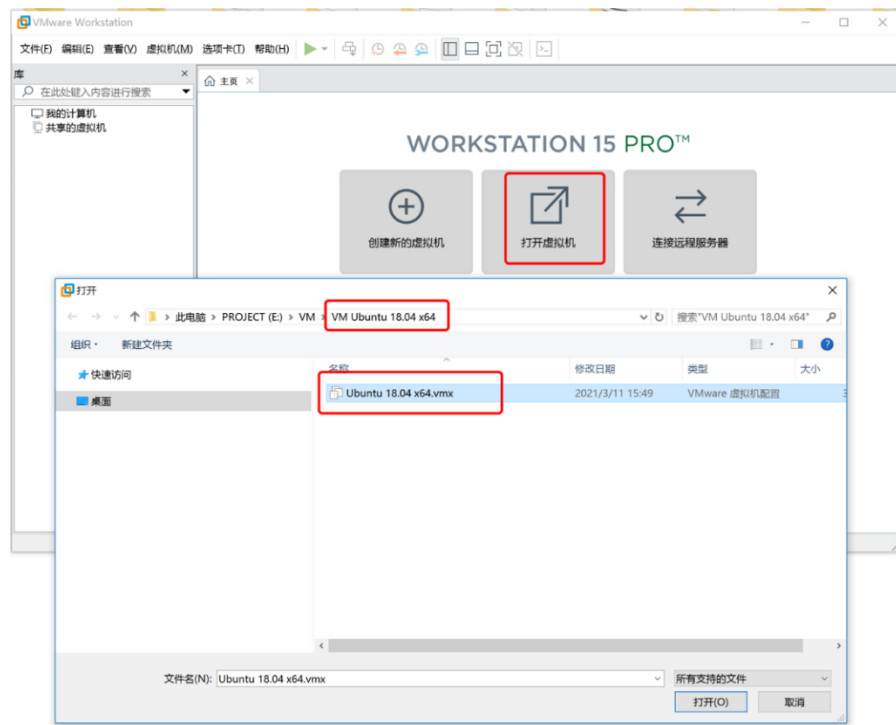 VMware Workstation
文件(F) 编辑(E) 查看(V) 虚拟机(M) 选项卡(T) 帮助(H)
库
主页
在此处键入内容进行搜索
我的计算机
共享的虚拟机
WORKSTATION 15 PRO™
创建新的虚拟机 打开虚拟机 连接远程服务器
打开
此电脑 > PROJECT (E:) > VM > VM Ubuntu 18.04 x64 搜索"VM Ubuntu 18.04 x64"
组织 新建文件夹
名称 修改日期 类型 大小
快速访问
Ubuntu 18.04 x64.vmx 2021/3/11 15:49 VMware 虚拟机配置 3
桌面
文件名(N): Ubuntu 18.04 x64.vmx 所有支持的文件
打开(O) 取消